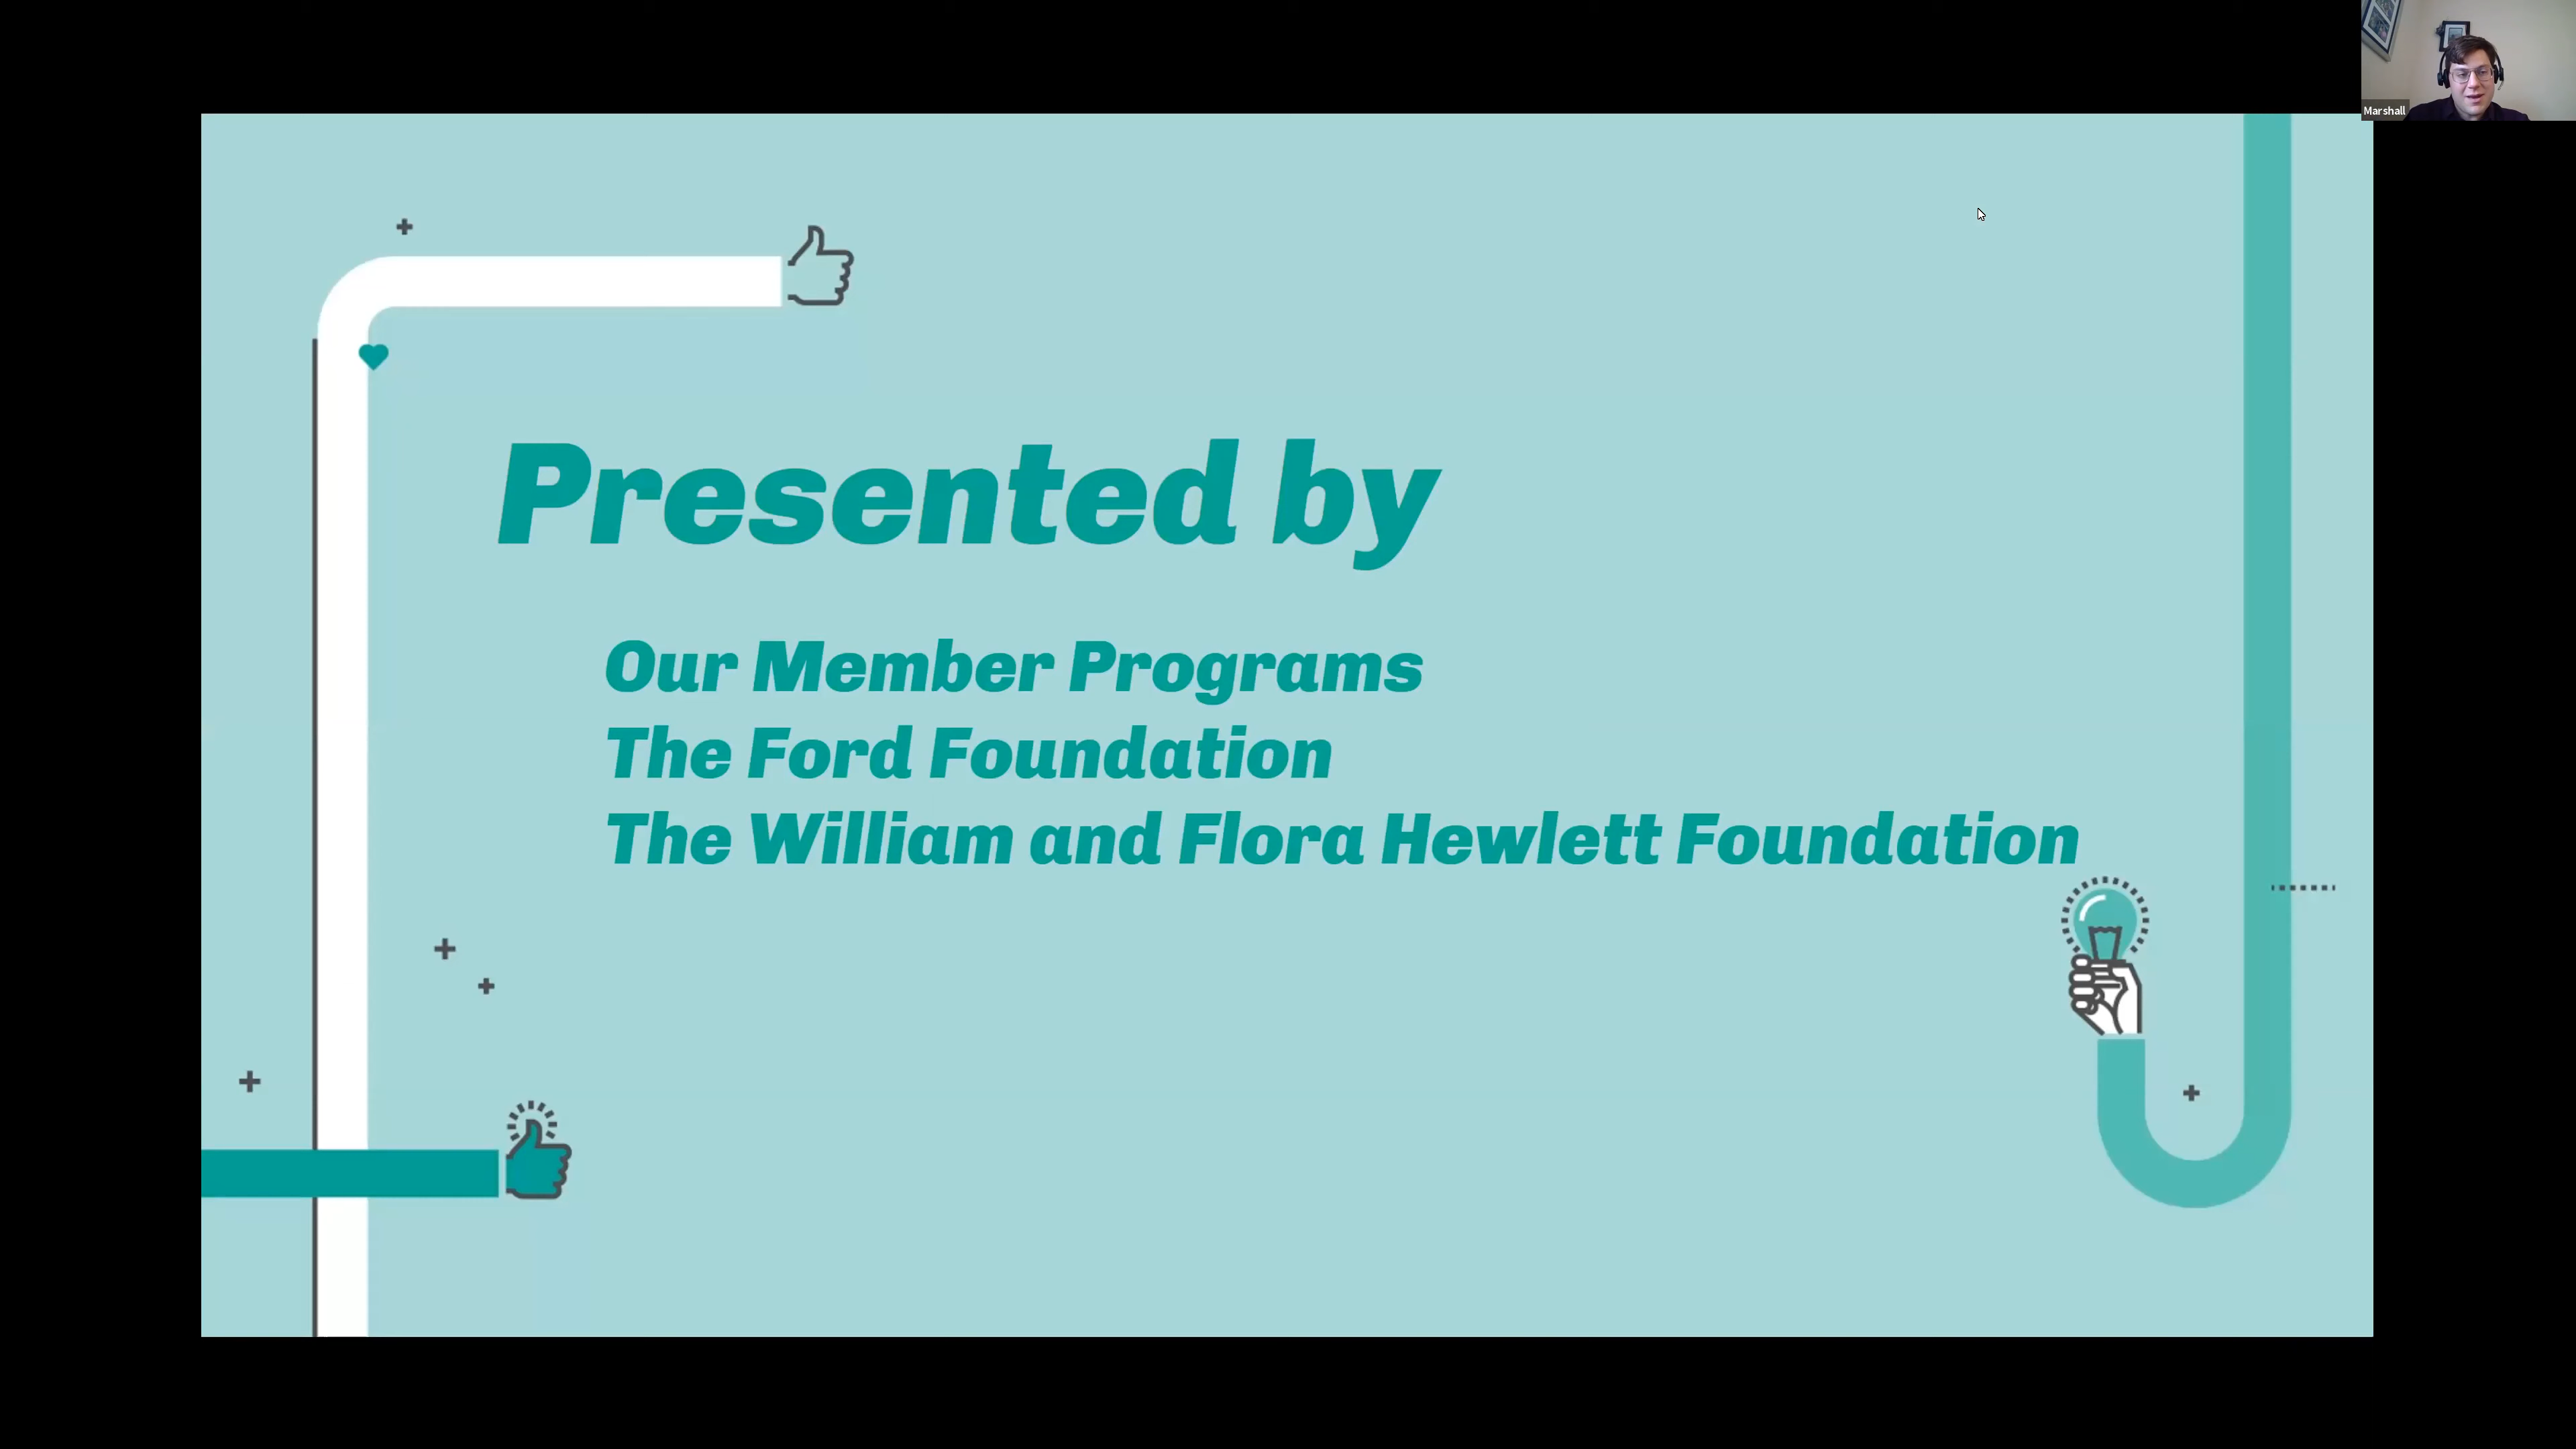 Marshall
Presented by
Our Member Programs
The Ford Foundation
The William and Flora Hewlett Foundation